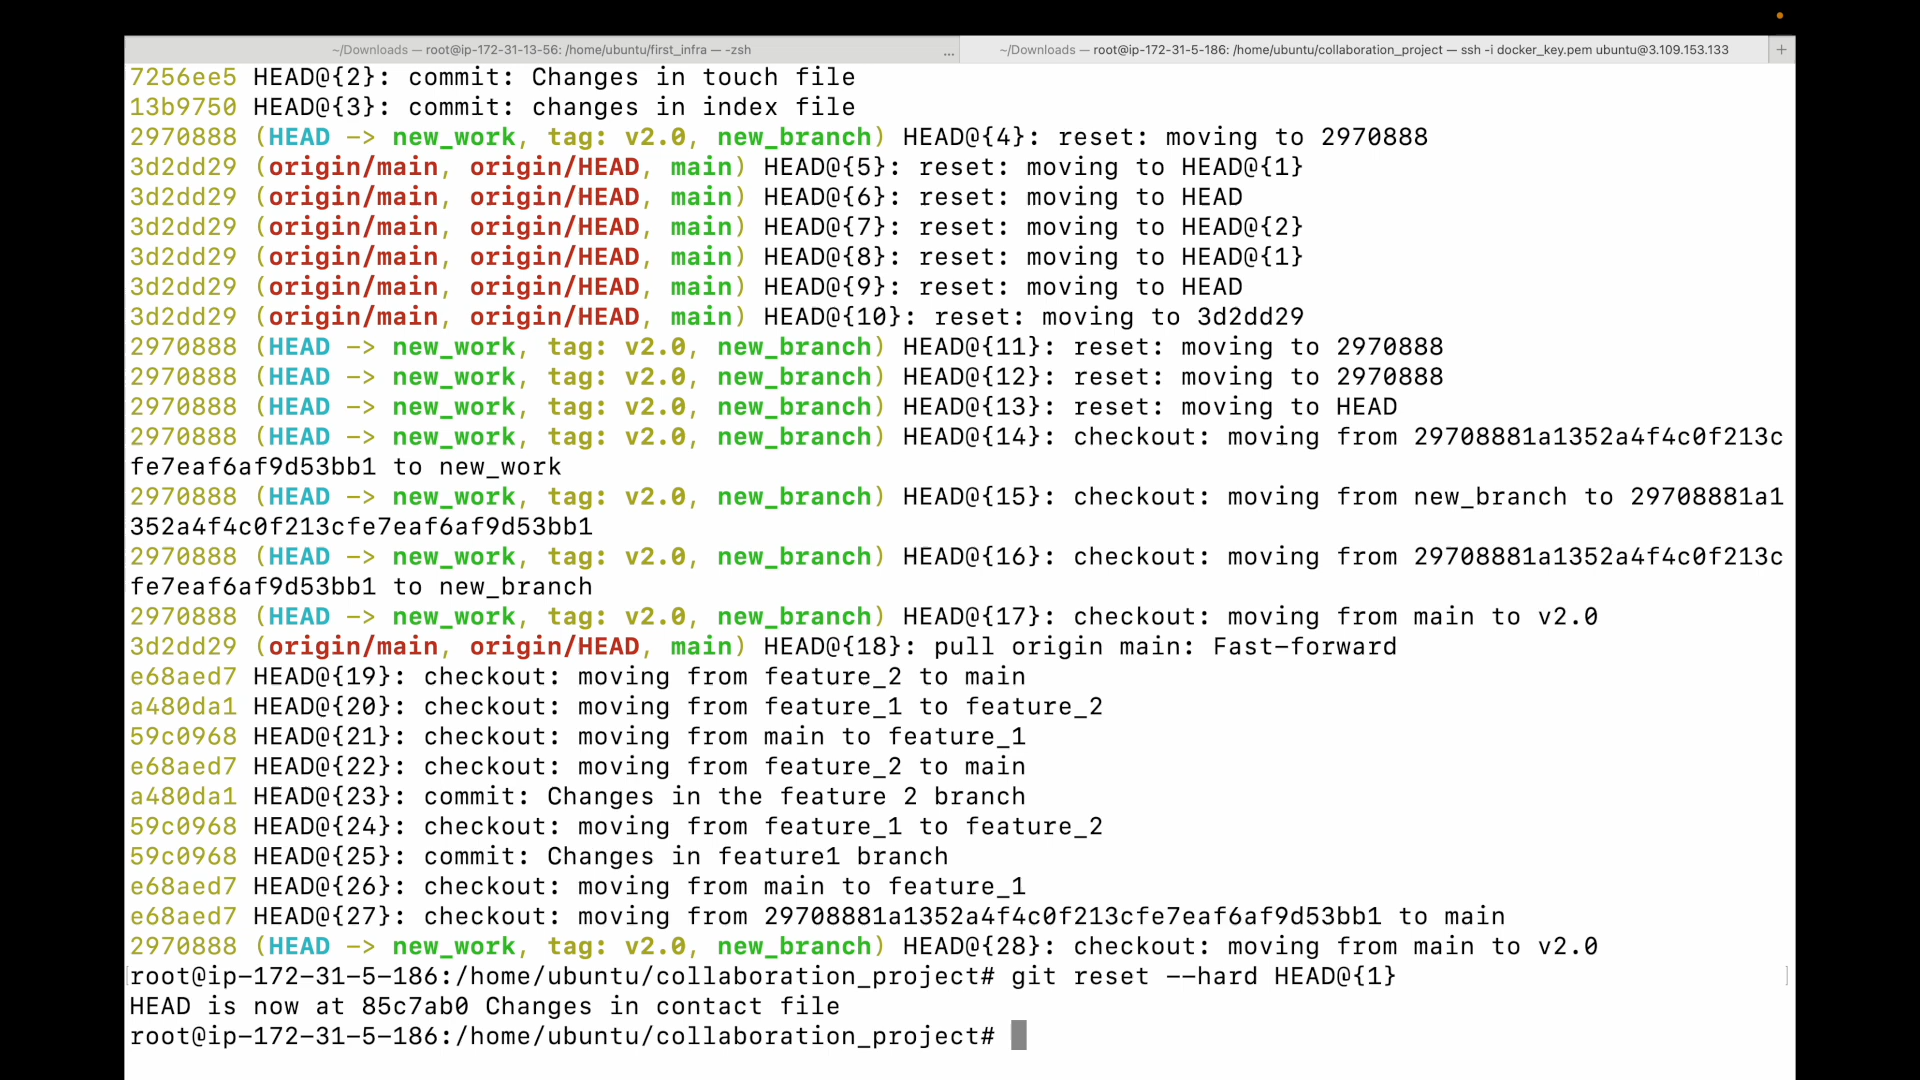 ~/Downloads — root@ip-172-31-13-56: /home/ubuntu/first_infra — -zsh ... ~/Downloads — root@ip-172-31-5-186: /home/ubuntu/collaboration_project — ssh -i docker_key.pem ubuntu@3.109.153.133 +
7256ee5 HEAD@{2}: commit: Changes in touch file
13b9750 HEAD@{3}: commit: changes in index file
2970888 (HEAD -> new_work, tag: v2.0, new_branch) HEAD@{4}: reset: moving to 2970888
3d2dd29 (origin/main, origin/HEAD, main) HEAD@{5}: reset: moving to HEAD@{1}
3d2dd29 (origin/main, origin/HEAD, main) HEAD@{6}: reset: moving to HEAD
3d2dd29 (origin/main, origin/HEAD, main) HEAD@{7}: reset: moving to HEAD@{2}
3d2dd29 (origin/main, origin/HEAD, main) HEAD@{8}: reset: moving to HEAD@{1}
3d2dd29 (origin/main, origin/HEAD, main) HEAD@{9}: reset: moving to HEAD
3d2dd29 (origin/main, origin/HEAD, main) HEAD@{10}: reset: moving to 3d2dd29
2970888 (HEAD -> new_work, tag: v2.0, new_branch) HEAD@{11}: reset: moving to 2970888
2970888 (HEAD -> new_work, tag: v2.0, new_branch) HEAD@{12}: reset: moving to 2970888
2970888 (HEAD -> new_work, tag: v2.0, new_branch) HEAD@{13}: reset: moving to HEAD
2970888 (HEAD -> new_work, tag: v2.0, new_branch) HEAD@{14}: checkout: moving from 29708881a1352a4f4c0f213c
fe7eaf6af9d53bb1 to new_work
2970888 (HEAD -> new_work, tag: v2.0, new_branch) HEAD@{15}: checkout: moving from new_branch to 29708881a1
352a4f4c0f213cfe7eaf6af9d53bb1
2970888 (HEAD -> new_work, tag: v2.0, new_branch) HEAD@{16}: checkout: moving from 29708881a1352a4f4c0f213c
fe7eaf6af9d53bb1 to new_branch
2970888 (HEAD -> new_work, tag: v2.0, new_branch) HEAD@{17}: checkout: moving from main to v2.0
3d2dd29 (origin/main, origin/HEAD, main) HEAD@{18}: pull origin main: Fast-forward
e68aed7 HEAD@{19}: checkout: moving from feature_2 to main
a480da1 HEAD@{20}: checkout: moving from feature_1 to feature_2
59c0968 HEAD@{21}: checkout: moving from main to feature_1
e68aed7 HEAD@{22}: checkout: moving from feature_2 to main
a480da1 HEAD@{23}: commit: Changes in the feature 2 branch
59c0968 HEAD@{24}: checkout: moving from feature_1 to feature_2
59c0968 HEAD@{25}: commit: Changes in feature1 branch
e68aed7 HEAD@{26}: checkout: moving from main to feature_1
e68aed7 HEAD@{27}: checkout: moving from 29708881a1352a4f4c0f213cfe7eaf6af9d53bb1 to main
2970888 (HEAD -> new_work, tag: v2.0, new_branch) HEAD@{28}: checkout: moving from main to v2.0
[root@ip-172-31-5-186:/home/ubuntu/collaboration_project# git reset --hard HEAD@{1} ]
HEAD is now at 85c7ab0 Changes in contact file
root@ip-172-31-5-186:/home/ubuntu/collaboration_project#